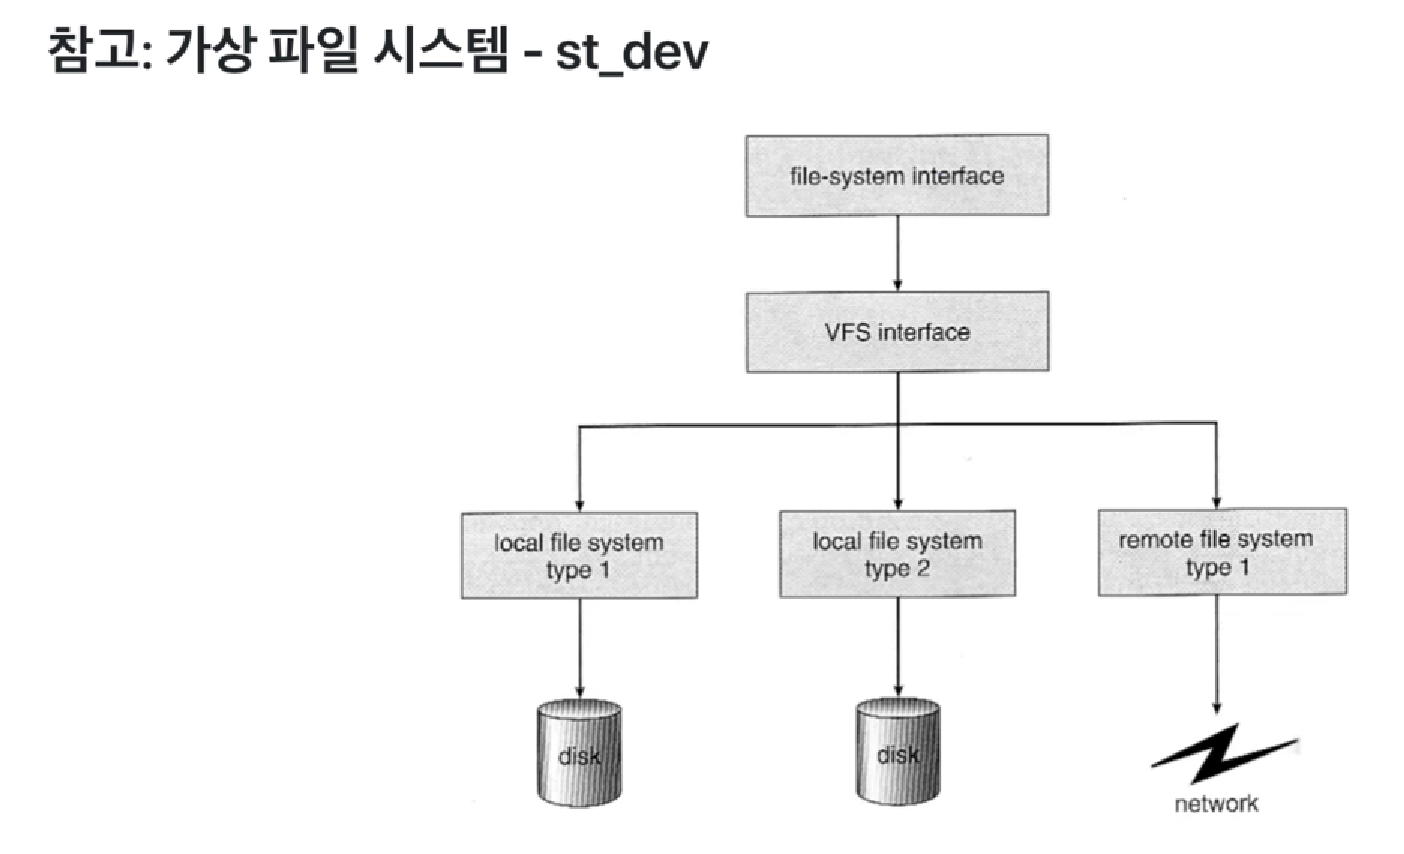 참고: 가상 파일 시스템 - st_dev
file-system interface
VFS interface
local file system
type 1
local file system
type 2
remote file system
type 1
disk
disk
network